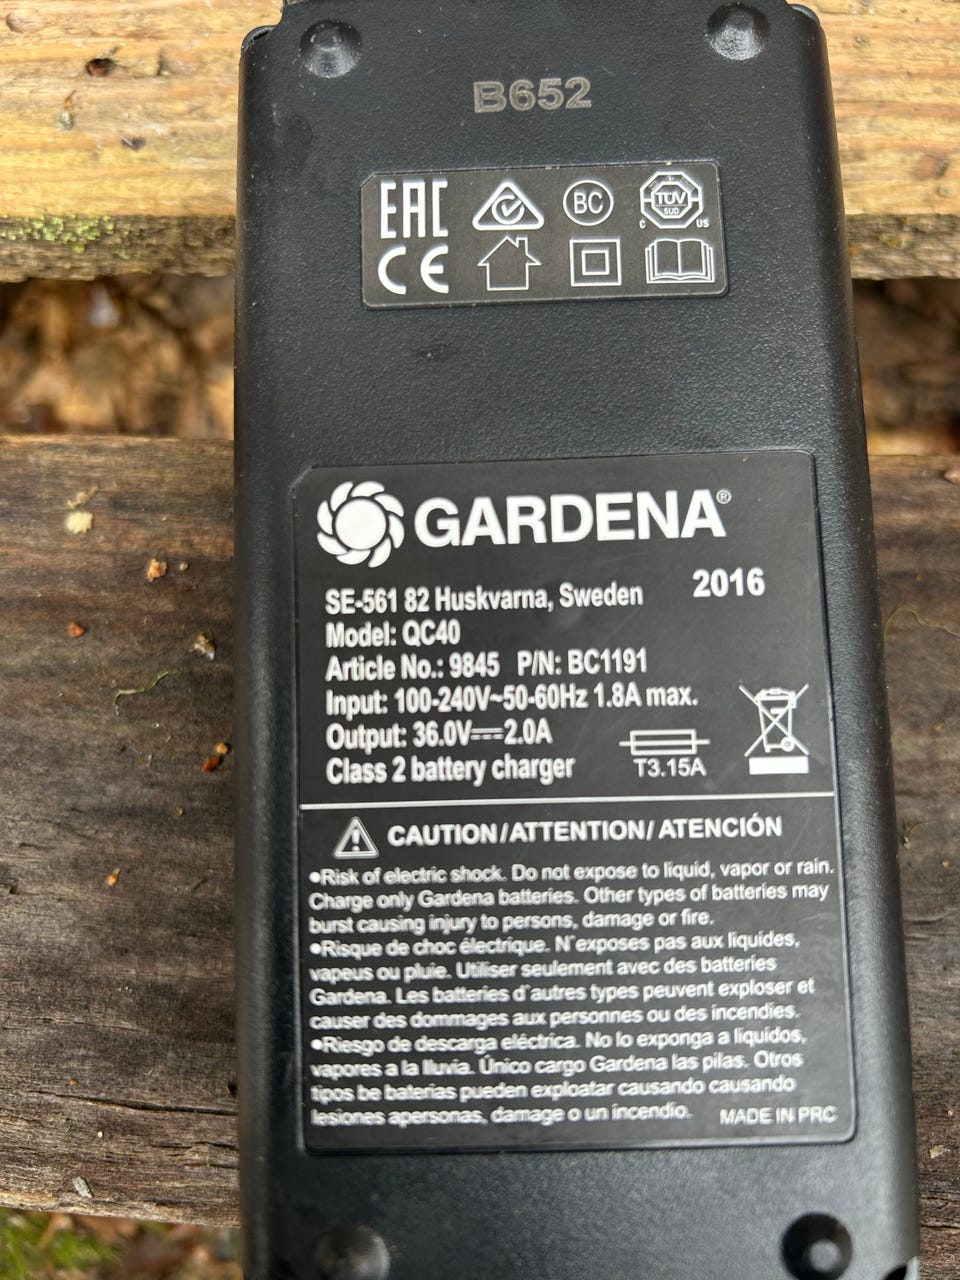 B652
EAC
BC
TÜV
SÜD
C US
CE
GARDENA®
SE-561 82 Huskvarna, Sweden 2016
Model: QC40
Article No.: 9845 P/N: BC1191
Input: 100-240V~50-60Hz 1.8A max.
Output: 36.0V⎓2.0A
Class 2 battery charger T3.15A
CAUTION/ATTENTION/ ATENCIÓN
•Risk of electric shock. Do not expose to liquid, vapor or rain.
Charge only Gardena batteries. Other types of batteries may
burst causing injury to persons, damage or fire.
•Risque de choc électrique. N'exposes pas aux liquides,
vapeus ou pluie. Utiliser seulement avec des batteries
Gardena. Les batteries d'autres types peuvent exploser et
causer des dommages aux personnes ou des incendies.
•Riesgo de descarga eléctrica. No lo exponga a líquidos,
vapores a la lluvia. Único cargo Gardena las pilas. Otros
tipos be baterias pueden exploatar causando causando
lesiones apersonas, damage o un incendio. MADE IN PRC